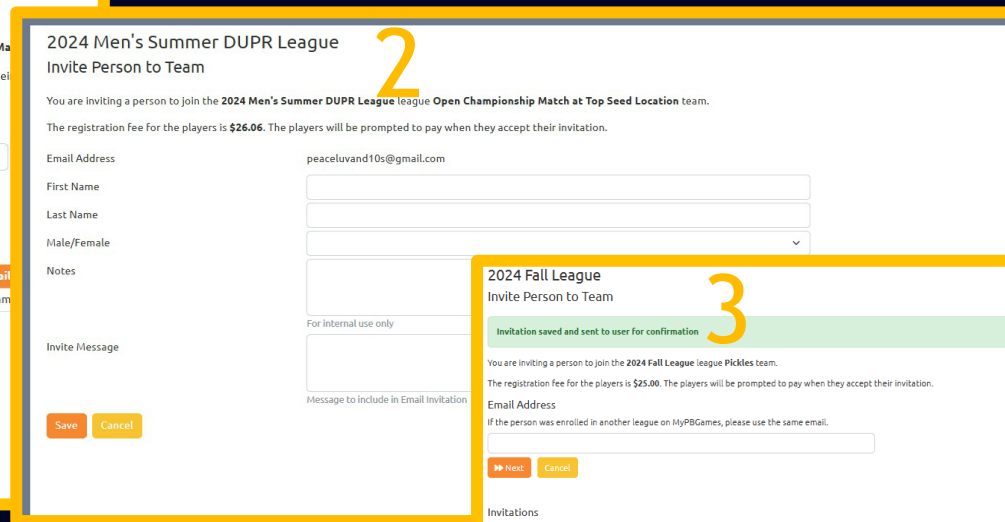 2024 Men's Summer DUPR League
2
Invite Person to Team
You are inviting a person to join the 2024 Men's Summer DUPR League league Open Championship Match at Top Seed Location team.
The registration fee for the players is $26.06. The players will be prompted to pay when they accept their invitation.
Email Address peaceluvand10s@gmail.com
First Name
Last Name
Male/Female
Notes
For internal use only
Invite Message
Message to include in Email Invitation
Save Cancel
2024 Fall League
3
Invite Person to Team
Invitation saved and sent to user for confirmation
You are inviting a person to join the 2024 Fall League league Pickles team.
The registration fee for the players is $25.00. The players will be prompted to pay when they accept their invitation.
Email Address
If the person was enrolled in another league on MyPBGames, please use the same email.
Next Cancel
Invitations